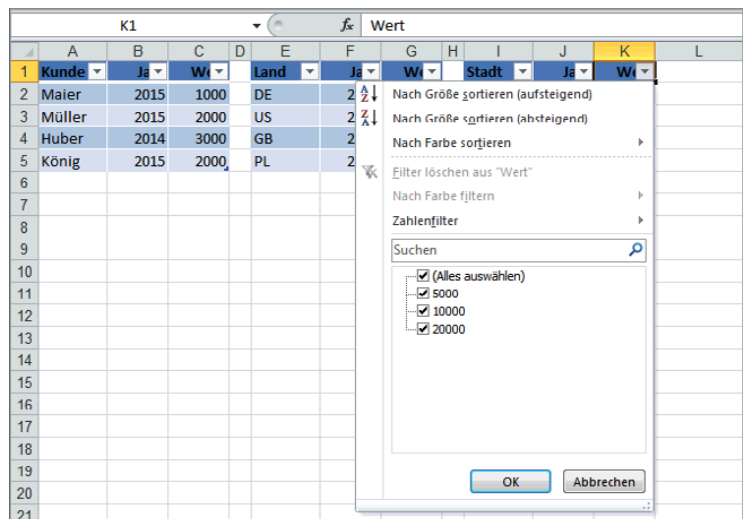 K1 fx Wert
A B C D E F G H I J K L
1 Kunde Ja We Land Ja We Stadt Ja We
2 Maier 2015 1000 DE 2
3 Müller 2015 2000 US 2
4 Huber 2014 3000 GB 2
5 König 2015 2000 PL 2
6
7
8
9
10
11
12
13
14
15
16
17
18
19
20
21
Nach Größe sortieren (aufsteigend)
Nach Größe sortieren (absteigend)
Nach Farbe sortieren
Filter löschen aus "Wert"
Nach Farbe filtern
Zahlenfilter
Suchen
(Alles auswählen)
5000
10000
20000
OK Abbrechen